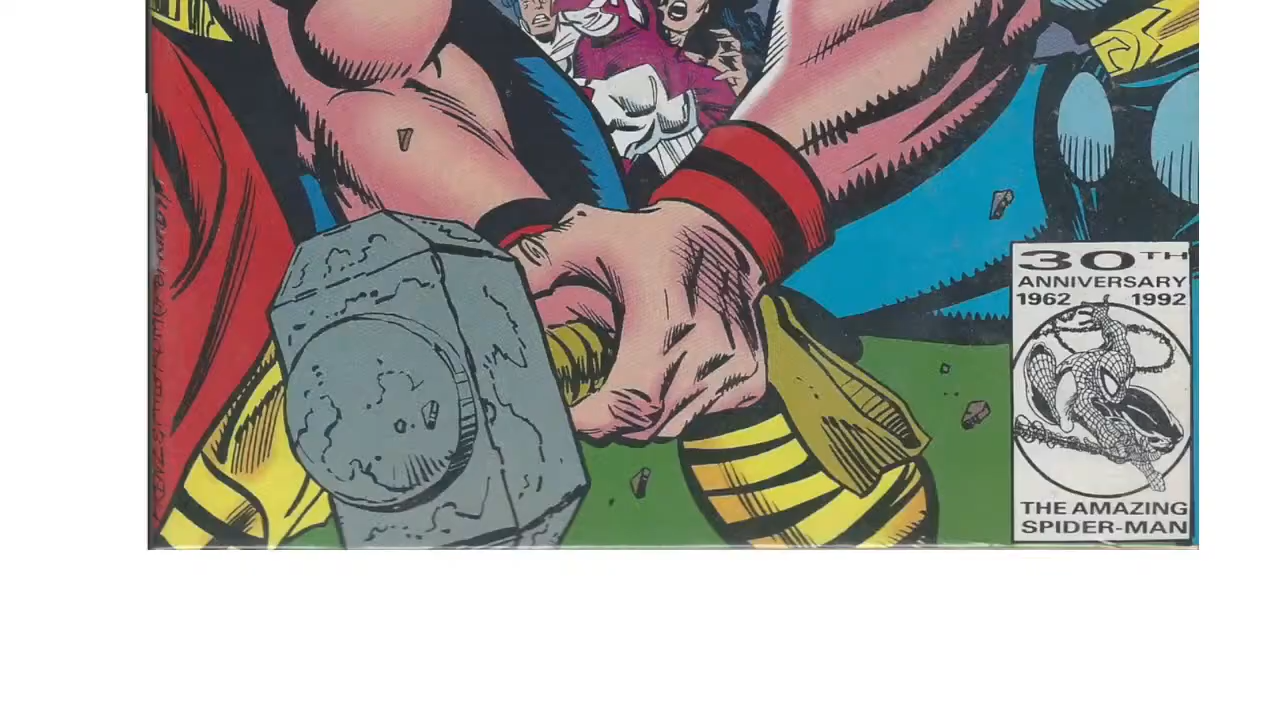 30TH
ANNIVERSARY
1962 1992
THE AMAZING
SPIDER-MAN